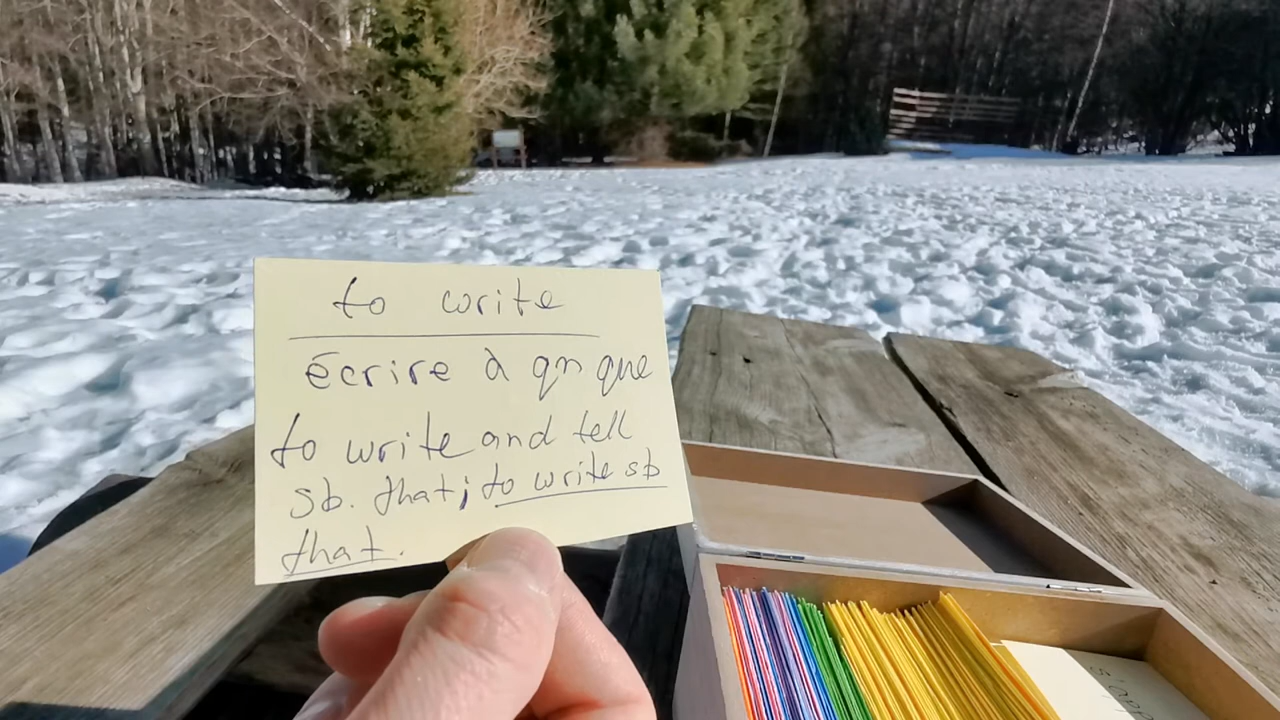 to write
écrire à qn que
to write and tell
sb. that; to write sb
that.